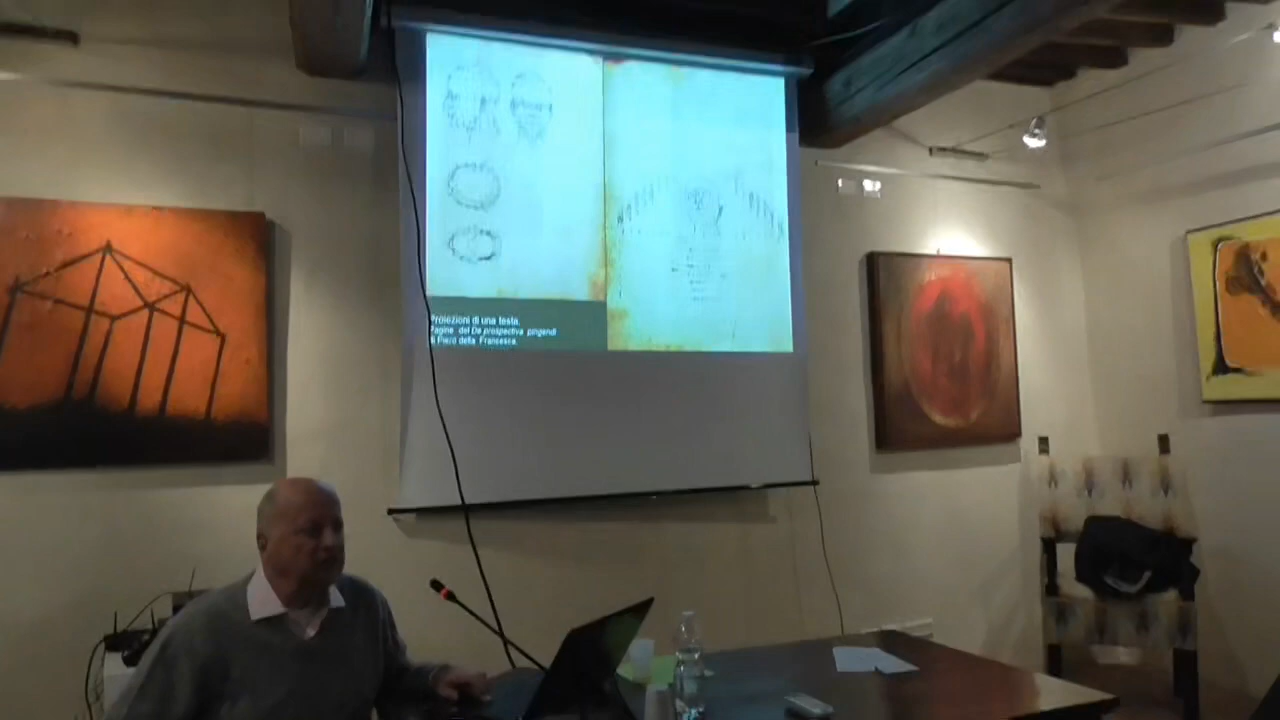 Proiezioni di una testa.
Pagine del De prospectiva pingendi
di Piero della Francesca.